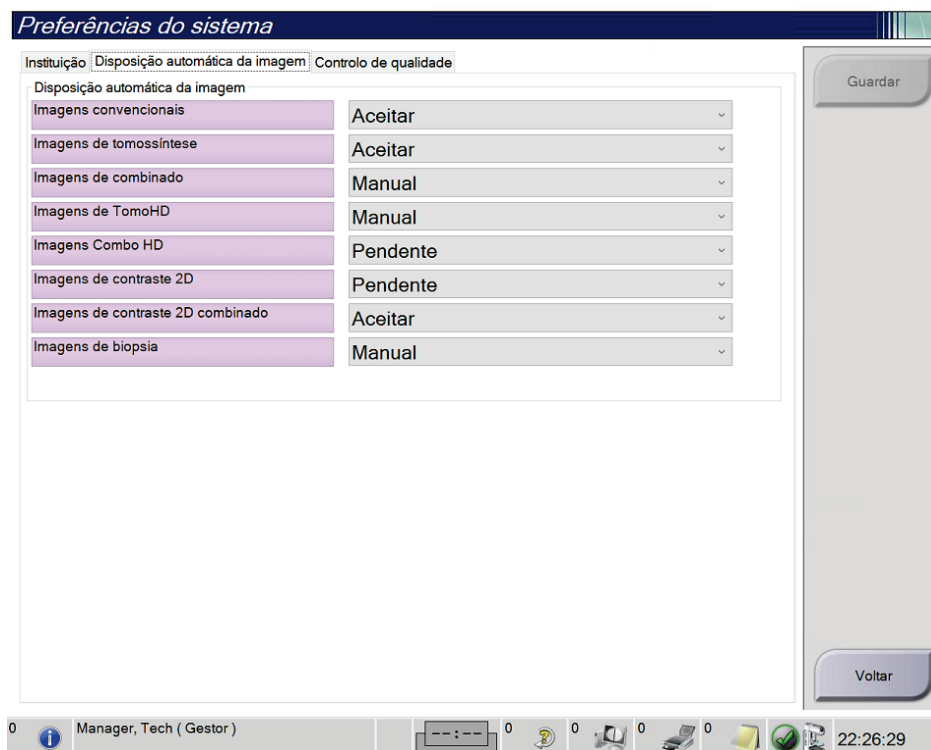 Preferências do sistema
Instituição Disposição automática da imagem Controlo de qualidade
Guardar
Disposição automática da imagem
Imagens convencionais Aceitar
Imagens de tomossíntese Aceitar
Imagens de combinado Manual
Imagens de TomoHD Manual
Imagens Combo HD Pendente
Imagens de contraste 2D Pendente
Imagens de contraste 2D combinado Aceitar
Imagens de biopsia Manual
Voltar
0 Manager, Tech ( Gestor ) --:-- 0 0 0 0 22:26:29